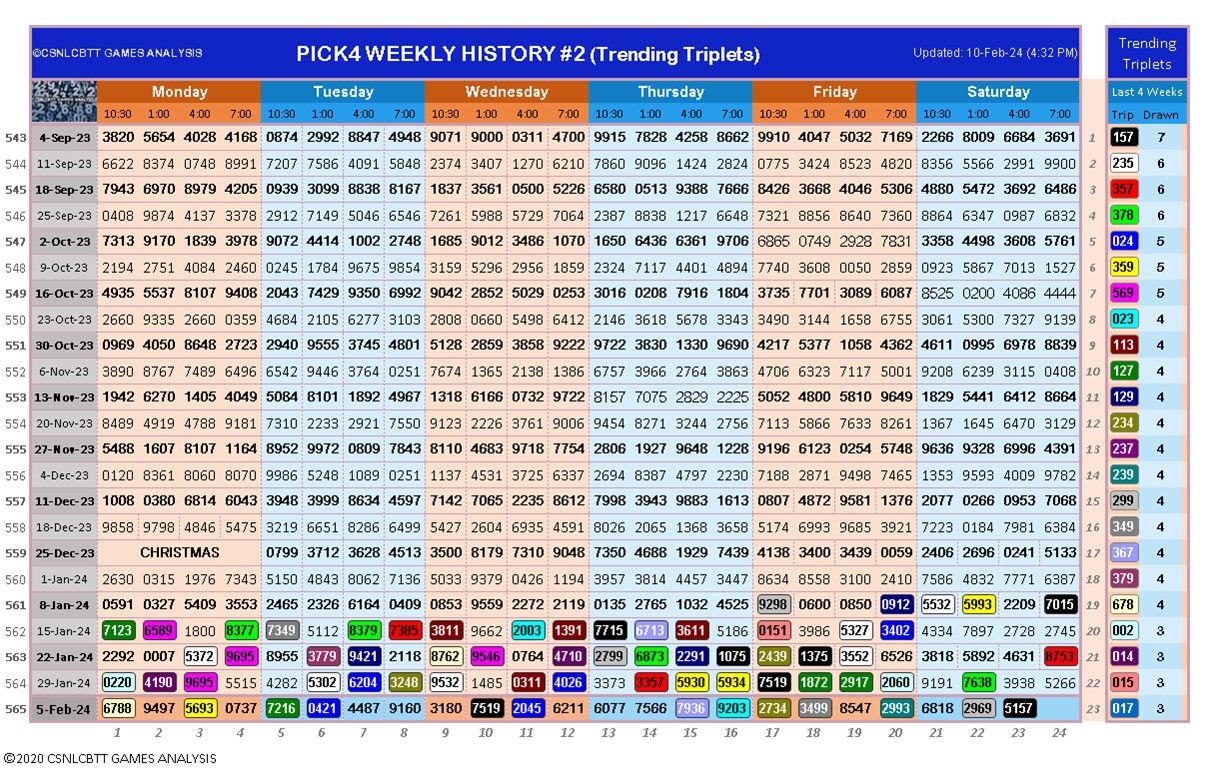 ©CSNLCBTT GAMES ANALYSIS PICK4 WEEKLY HISTORY #2 (Trending Triplets) Updated: 10-Feb-24 (4:32 PM) Trending
Triplets
Monday Tuesday Wednesday Thursday Friday Saturday Last 4 Weeks
10:30 1:00 4:00 7:00 10:30 1:00 4:00 7:00 10:30 1:00 4:00 7:00 10:30 1:00 4:00 7:00 10:30 1:00 4:00 7:00 10:30 1:00 4:00 7:00 Trip Drawn
543 4-Sep-23 3820 5654 4028 4168 0874 2992 8847 4948 9071 9000 0311 4700 9915 7828 4258 8662 9910 4047 5032 7169 2266 8009 6684 3691 1 157 7
544 11-Sep-23 6622 8374 0748 8991 7207 7586 4091 5848 2374 3407 1270 6210 7860 9096 1424 2824 0775 3424 8523 4820 8356 5566 2991 9900 2 235 6
545 18-Sep-23 7943 6970 8979 4205 0939 3099 8838 8167 1837 3561 0500 5226 6580 0513 9388 7666 8426 3668 4046 5306 4880 5472 3692 6486 3 357 6
546 25-Sep-23 0408 9874 4137 3378 2912 7149 5046 6546 7261 5988 5729 7064 2387 8838 1217 6648 7321 8856 8640 7360 8864 6347 0987 6832 4 378 6
547 2-Oct-23 7313 9170 1839 3978 9072 4414 1002 2748 1685 9012 3486 1070 1650 6436 6361 9706 6865 0749 2928 7831 3358 4498 3608 5761 5 024 5
548 9-Oct-23 2194 2751 4084 2460 0245 1784 9675 9854 3159 5296 2956 1859 2324 7117 4401 4894 7740 3608 0050 2859 0923 5867 7013 1527 6 359 5
549 16-Oct-23 4935 5537 8107 9408 2043 7429 9350 6992 9042 2852 5029 0253 3016 0208 7916 1804 3735 7701 3089 6087 8525 0200 4086 4444 7 569 5
550 23-Oct-23 2660 9335 2660 0359 4684 2105 6277 3103 2808 0660 5498 6412 2146 3618 5678 3343 3490 3144 1658 6755 3061 5300 7327 9139 8 023 4
551 30-Oct-23 0969 4050 8648 2723 2940 9555 3745 4801 5128 2859 3858 9222 9722 3830 1330 9690 4217 5377 1058 4362 4611 0995 6978 8839 9 113 4
552 6-Nov-23 3890 8767 7489 6496 6542 9446 3764 0251 7674 1365 2138 1386 6757 3966 2764 3863 4706 6323 7117 5001 9208 6239 3115 0408 10 127 4
553 13-Nov-23 1942 6270 1405 4049 5084 8101 1892 4967 1318 6166 0732 9722 8157 7075 2829 2225 5052 4800 5810 9649 1829 5441 6412 8664 11 129 4
554 20-Nov-23 8489 4919 4788 9181 7310 2233 2921 7550 9123 2226 3761 9006 9454 8271 3244 2756 7113 5866 7633 8261 1367 1645 6470 3129 12 234 4
555 27-Nov-23 5488 1607 8107 1164 8952 9972 0809 7843 8110 4683 9718 7754 2806 1927 9648 1228 9196 6123 0254 5748 9636 9328 6996 4391 13 237 4
556 4-Dec-23 0120 8361 8060 8070 9986 5248 1089 0251 1137 4531 3725 6337 2694 8387 4797 2230 7188 2871 9498 7465 1353 9593 4009 9782 14 239 4
557 11-Dec-23 1008 0380 6814 6043 3948 3999 8634 4597 7142 7065 2235 8612 7998 3943 9883 1613 0807 4872 9581 1376 2077 0266 0953 7068 15 299 4
558 18-Dec-23 9858 9798 4846 5475 3219 6651 8286 6499 5427 2604 6935 4591 8026 2065 1368 3658 5174 6993 9685 3921 7223 0184 7981 6384 16 349 4
559 25-Dec-23 CHRISTMAS 0799 3712 3628 4513 3500 8179 7310 9048 7350 4688 1929 7439 4138 3400 3439 0059 2406 2696 0241 5133 17 367 4
560 1-Jan-24 2630 0315 1976 7343 5150 4843 8062 7136 5033 9379 0426 1194 3957 3814 4457 3447 8634 8558 3100 2410 7586 4832 7771 6387 18 379 4
561 8-Jan-24 0591 0327 5409 3553 2465 2326 6164 0409 0853 9559 2272 2119 0135 2765 1032 4525 9298 0600 0850 0912 5532 5993 2209 7015 19 678 4
562 15-Jan-24 7123 6589 1800 8377 7349 5112 8379 7385 3811 9662 2003 1391 7715 6713 3611 5186 0151 3986 5327 3402 4334 7897 2728 2745 20 002 3
563 22-Jan-24 2292 0007 5372 9695 8955 3779 9421 2118 8762 9546 0764 4710 2799 6873 2291 1075 2439 1375 3552 6526 3818 5892 4631 8753 21 014 3
564 29-Jan-24 0220 4190 9695 5515 4282 5302 6204 3248 9532 1485 0311 4026 3373 3357 5930 5934 7519 1872 2917 2060 9191 7638 3938 5266 22 015 3
565 5-Feb-24 6788 9497 5693 0737 7216 0421 4487 9160 3180 7519 2045 6211 6077 7566 7936 9203 2734 3499 8547 2993 6818 2969 5157 23 017 3
1 2 3 4 5 6 7 8 9 10 11 12 13 14 15 16 17 18 19 20 21 22 23 24
©2020 CSNLCBTT GAMES ANALYSIS